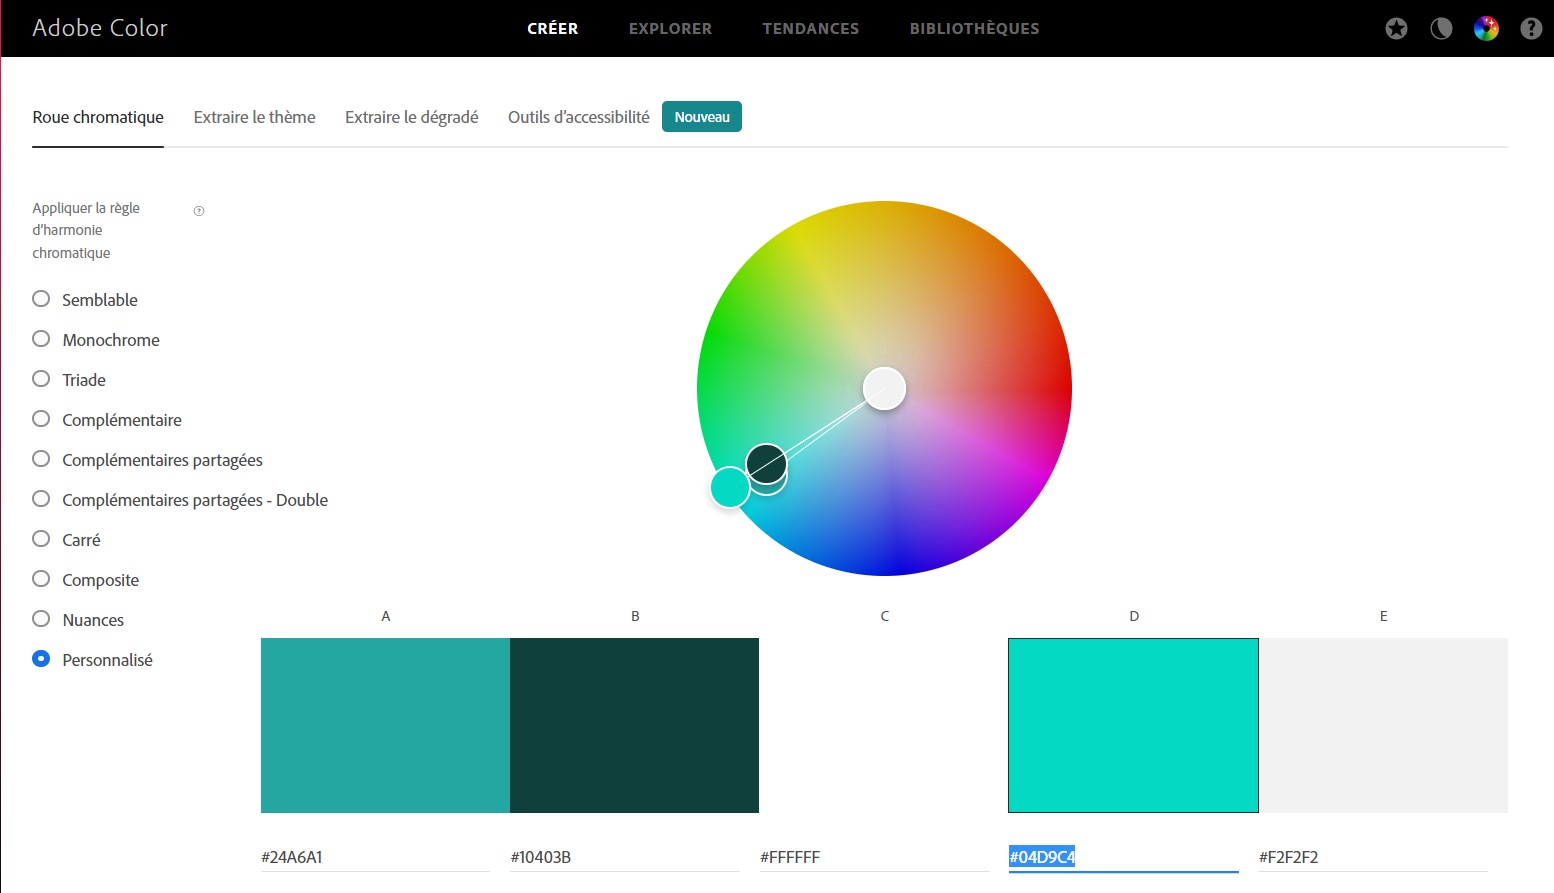 Adobe Color
CRÉER EXPLORER TENDANCES BIBLIOTHÈQUES
Roue chromatique Extraire le thème Extraire le dégradé Outils d'accessibilité Nouveau
Appliquer la règle
d'harmonie
chromatique
Semblable
Monochrome
Triade
Complémentaire
Complémentaires partagées
Complémentaires partagées - Double
Carré
Composite
Nuances
Personnalisé
A B C D E
#24A6A1 #10403B #FFFFFF #04D9C4 #F2F2F2